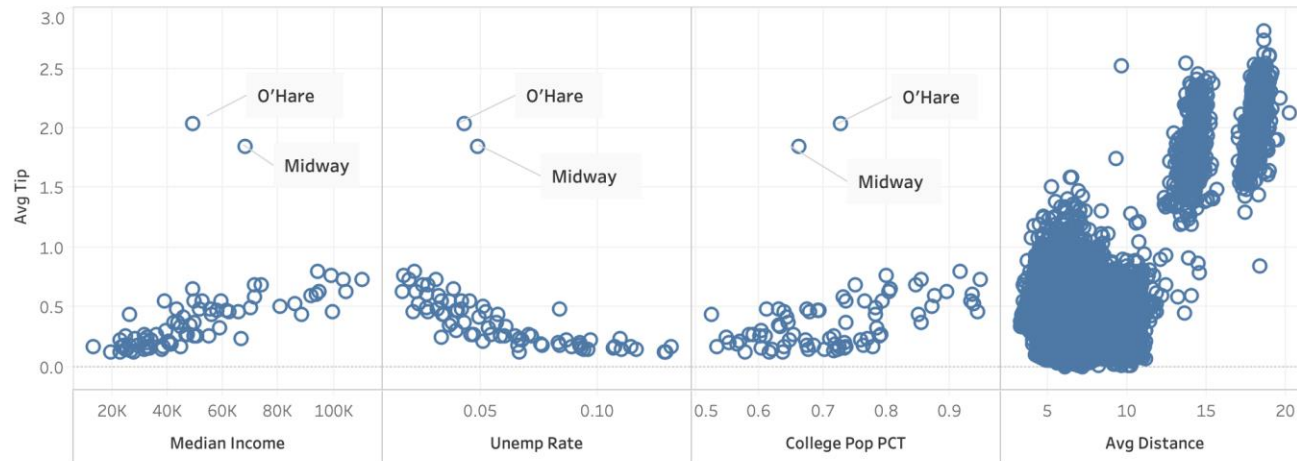 3.0
2.5
2.0
1.5
1.0
0.5
0.0
Avg Tip
O'Hare
Midway
O'Hare
Midway
O'Hare
Midway
20K 40K 60K 80K 100K
0.05 0.10
0.5 0.6 0.7 0.8 0.9
5 10 15 20
Median Income
Unemp Rate
College Pop PCT
Avg Distance